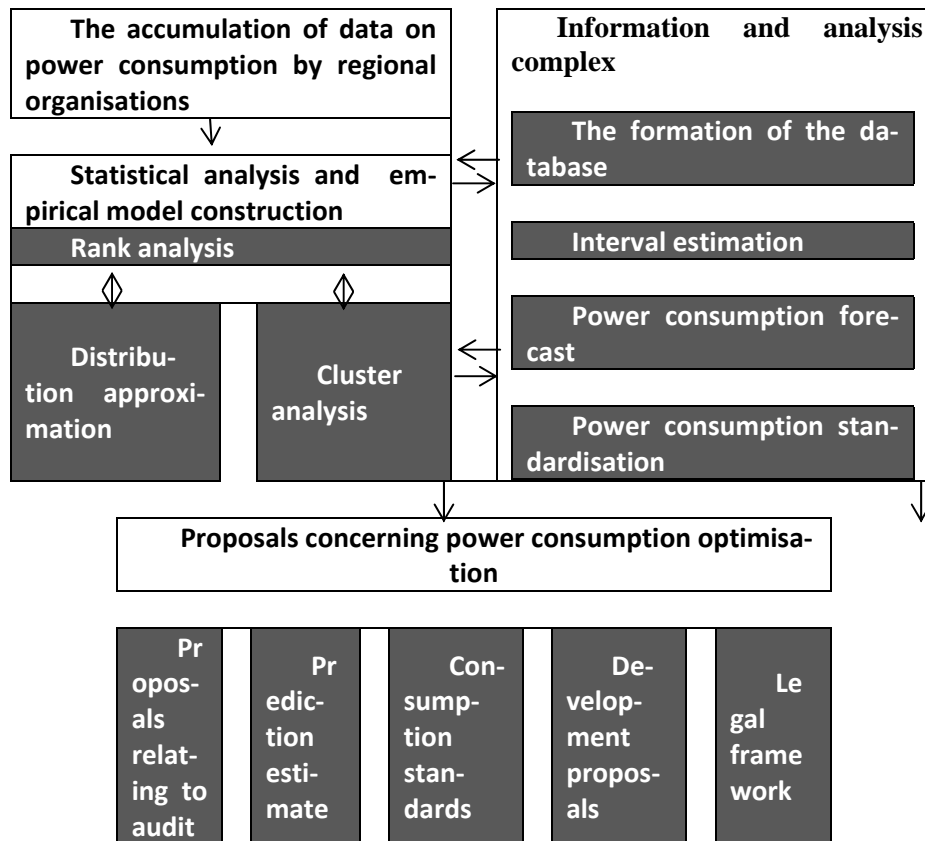 The accumulation of data on
power consumption by regional
organisations
Statistical analysis and em-
pirical model construction
Rank analysis
Distribu-
tion approxi-
mation
Cluster
analysis
Information and analysis
complex
The formation of the da-
tabase
Interval estimation
Power consumption fore-
cast
Power consumption stan-
dardisation
Proposals concerning power consumption optimisa-
tion
Pr
opos-
als
relat-
ing to
audit
Pr
edic-
tion
esti-
mate
Con-
sump-
tion
stan-
dards
De-
velop-
ment
propos-
als
Le
gal
frame
work